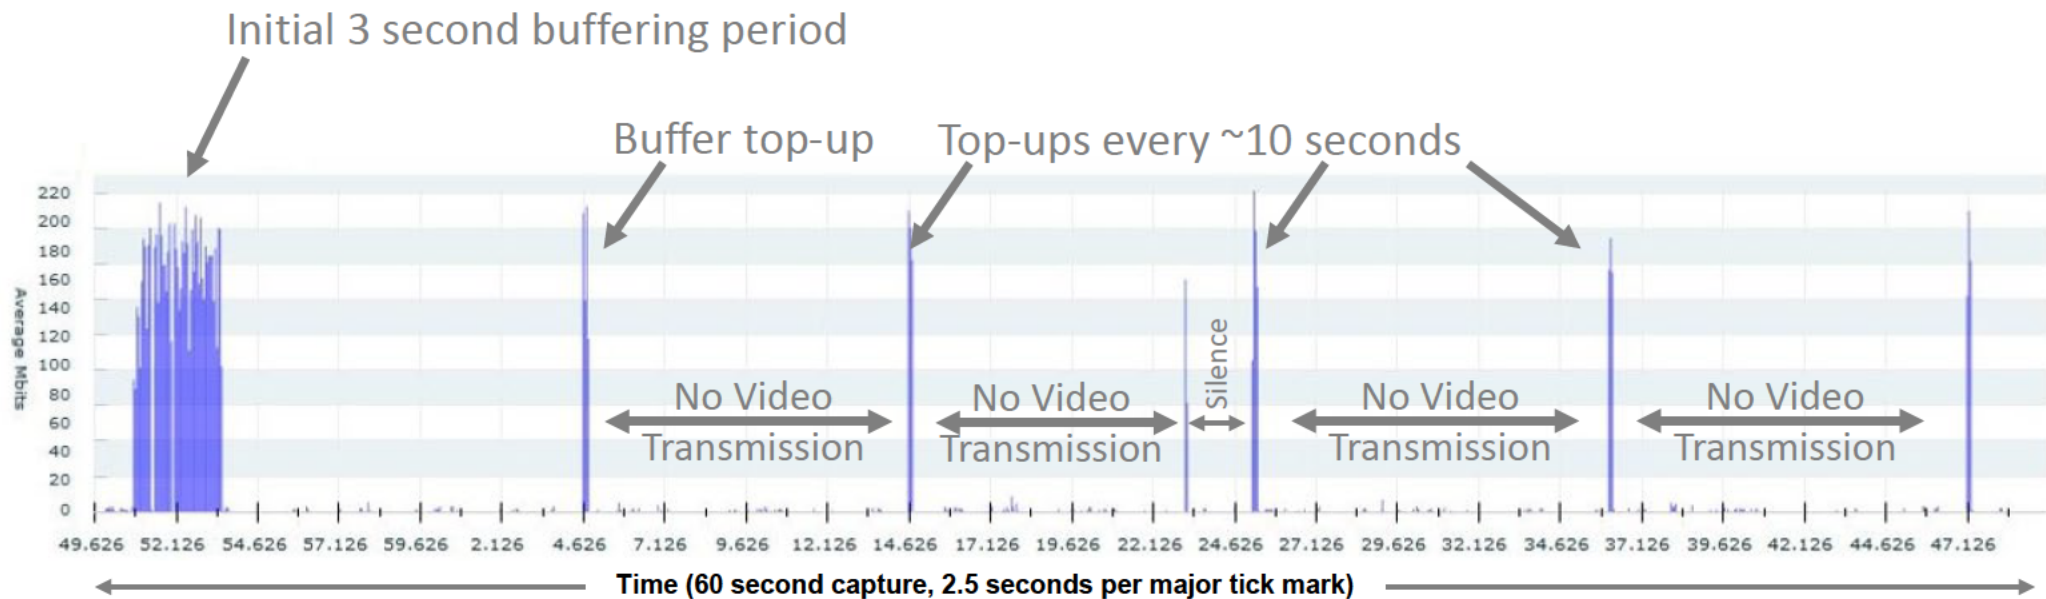 Initial 3 second buffering period
Buffer top-up
Top-ups every ~10 seconds
220
200
180
160
140
120
100
80
60
40
20
0
Average Mbits
No Video
Transmission
No Video
Transmission
Silence
No Video
Transmission
No Video
Transmission
49.626 52.126 54.626 57.126 59.626 2.126 4.626 7.126 9.626 12.126 14.626 17.126 19.626 22.126 24.626 27.126 29.626 32.126 34.626 37.126 39.626 42.126 44.626 47.126
Time (60 second capture, 2.5 seconds per major tick mark)